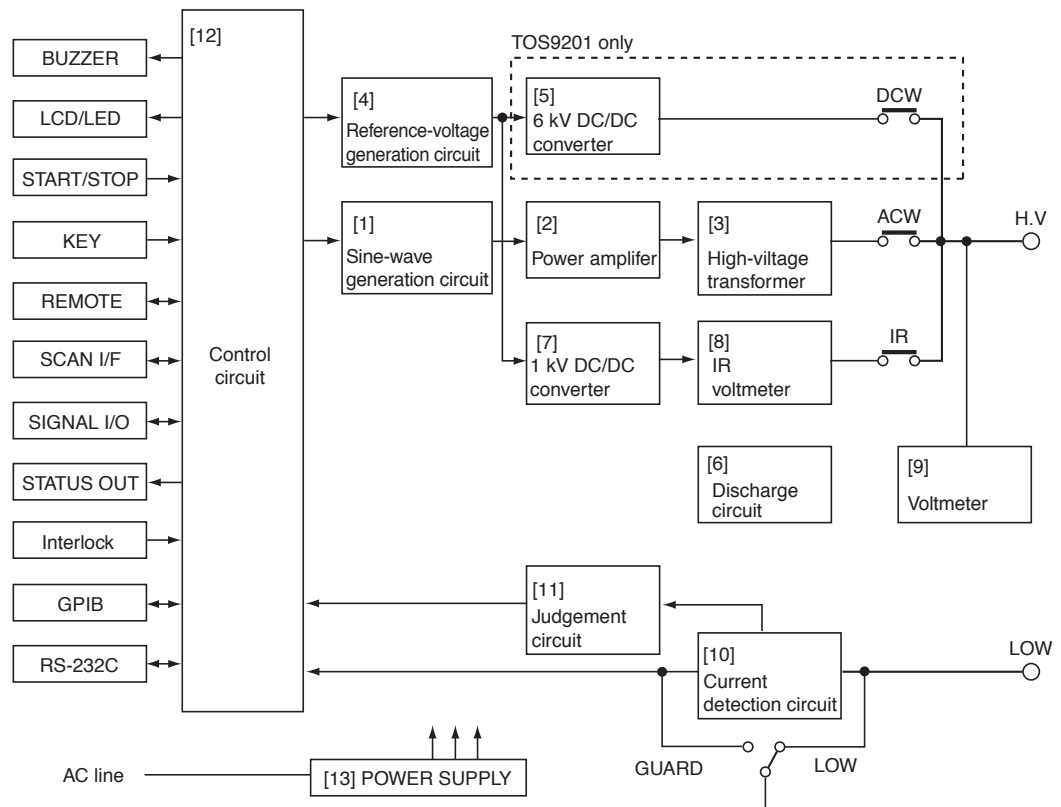 [12]
Control
circuit
BUZZER
LCD/LED
START/STOP
KEY
REMOTE
SCAN I/F
SIGNAL I/O
STATUS OUT
Interlock
GPIB
RS-232C
TOS9201 only
[4]
Reference-voltage
generation circuit
[5]
6 kV DC/DC
converter
DCW
[1]
Sine-wave
generation circuit
[2]
Power amplifer
[3]
High-viltage
transformer
ACW
H.V
[7]
1 kV DC/DC
converter
[8]
IR
voltmeter
IR
[6]
Discharge
circuit
[9]
Voltmeter
[11]
Judgement
circuit
[10]
Current
detection circuit
LOW
GUARD
LOW
AC line
[13] POWER SUPPLY